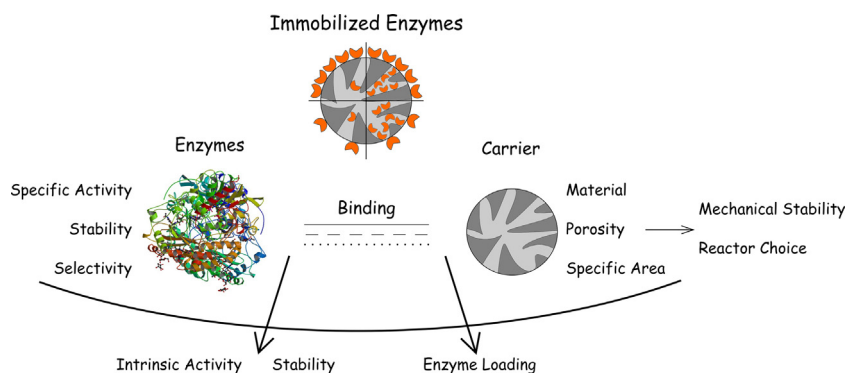 Immobilized Enzymes
Enzymes
Carrier
Specific Activity
Stability
Selectivity
Binding
Material
Porosity
Specific Area
Mechanical Stability
Reactor Choice
Intrinsic Activity
Stability
Enzyme Loading